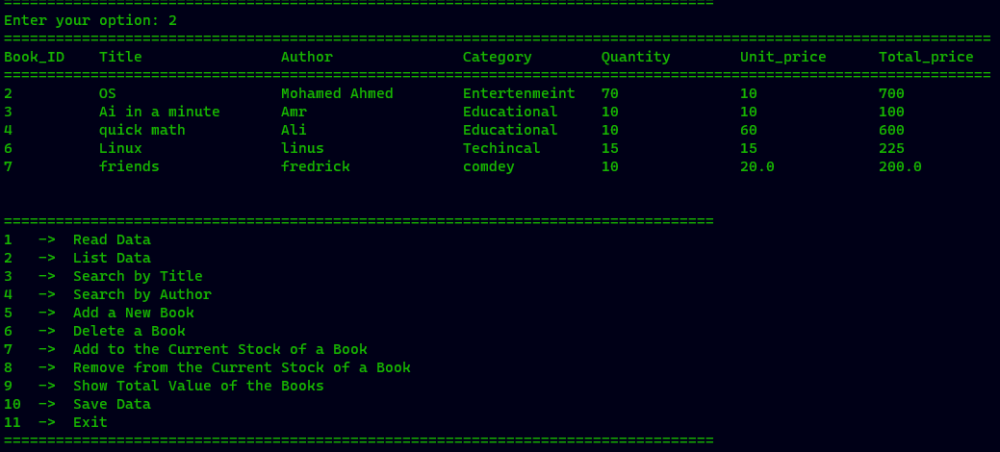 ==================================================================================
Enter your option: 2
==================================================================================================================
Book_ID    Title                Author               Category        Quantity        Unit_price      Total_price
==================================================================================================================
2          OS                   Mohamed Ahmed        Entertenmeint   70              10              700
3          Ai in a minute       Amr                  Educational     10              10              100
4          quick math           Ali                  Educational     10              60              600
6          Linux                linus                Techincal       15              15              225
7          friends              fredrick             comdey          10              20.0            200.0
==================================================================================
1   -> Read Data
2   -> List Data
3   -> Search by Title
4   -> Search by Author
5   -> Add a New Book
6   -> Delete a Book
7   -> Add to the Current Stock of a Book
8   -> Remove from the Current Stock of a Book
9   -> Show Total Value of the Books
10  -> Save Data
11  -> Exit
==================================================================================